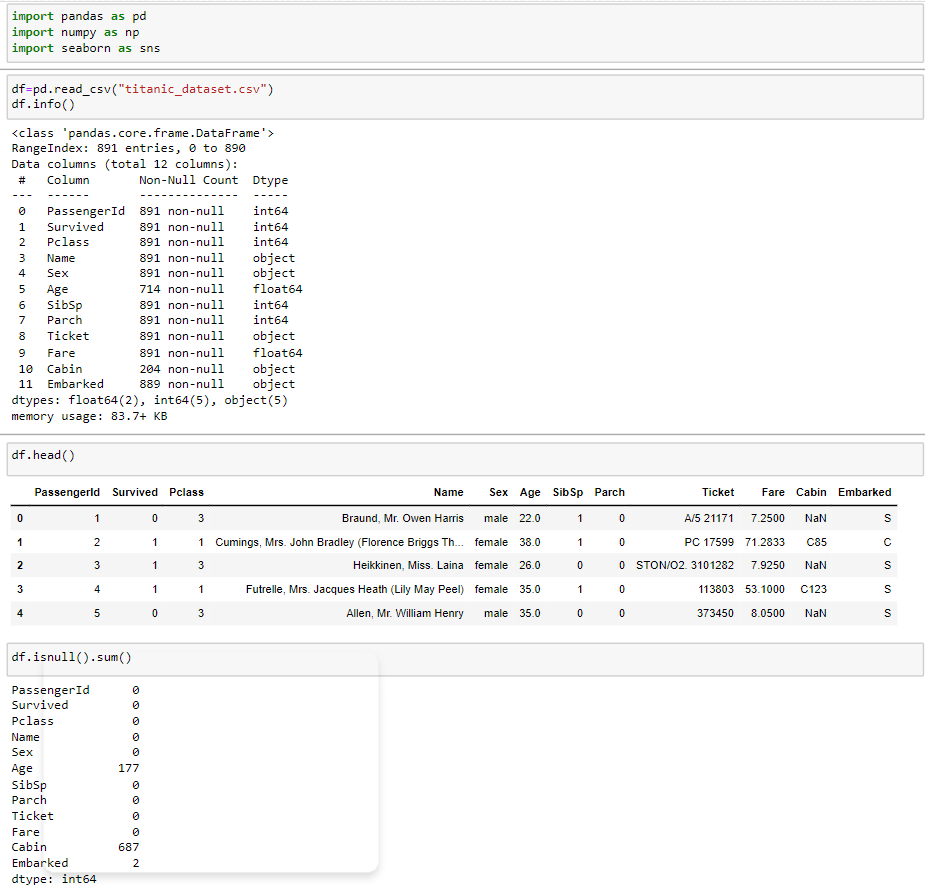 import pandas as pd
import numpy as np
import seaborn as sns
df=pd.read_csv("titanic_dataset.csv")
df.info()
<class 'pandas.core.frame.DataFrame'>
RangeIndex: 891 entries, 0 to 890
Data columns (total 12 columns):
 #   Column       Non-Null Count  Dtype
---  ------       --------------  -----
 0   PassengerId  891 non-null    int64
 1   Survived     891 non-null    int64
 2   Pclass       891 non-null    int64
 3   Name         891 non-null    object
 4   Sex          891 non-null    object
 5   Age          714 non-null    float64
 6   SibSp        891 non-null    int64
 7   Parch        891 non-null    int64
 8   Ticket       891 non-null    object
 9   Fare         891 non-null    float64
 10  Cabin        204 non-null    object
 11  Embarked     889 non-null    object
dtypes: float64(2), int64(5), object(5)
memory usage: 83.7+ KB
df.head()
PassengerId Survived Pclass Name Sex Age SibSp Parch Ticket Fare Cabin Embarked
0 1 0 3 Braund, Mr. Owen Harris male 22.0 1 0 A/5 21171 7.2500 NaN S
1 2 1 1 Cumings, Mrs. John Bradley (Florence Briggs Th... female 38.0 1 0 PC 17599 71.2833 C85 C
2 3 1 3 Heikkinen, Miss. Laina female 26.0 0 0 STON/O2. 3101282 7.9250 NaN S
3 4 1 1 Futrelle, Mrs. Jacques Heath (Lily May Peel) female 35.0 1 0 113803 53.1000 C123 S
4 5 0 3 Allen, Mr. William Henry male 35.0 0 0 373450 8.0500 NaN S
df.isnull().sum()
PassengerId      0
Survived         0
Pclass           0
Name             0
Sex              0
Age            177
SibSp            0
Parch            0
Ticket           0
Fare             0
Cabin          687
Embarked         2
dtype: int64